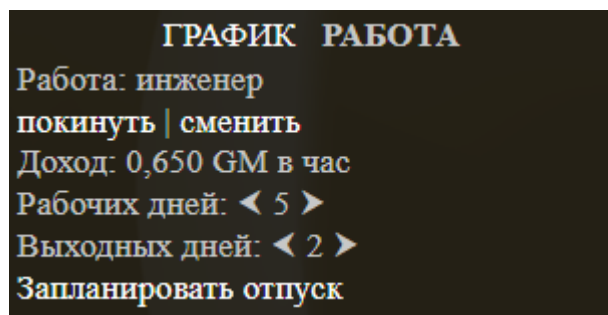 ГРАФИК РАБОТА
Работа: инженер
покинуть | сменить
Доход: 0,650 GM в час
Рабочих дней: ⮜ 5 ⮞
Выходных дней: ⮜ 2 ⮞
Запланировать отпуск